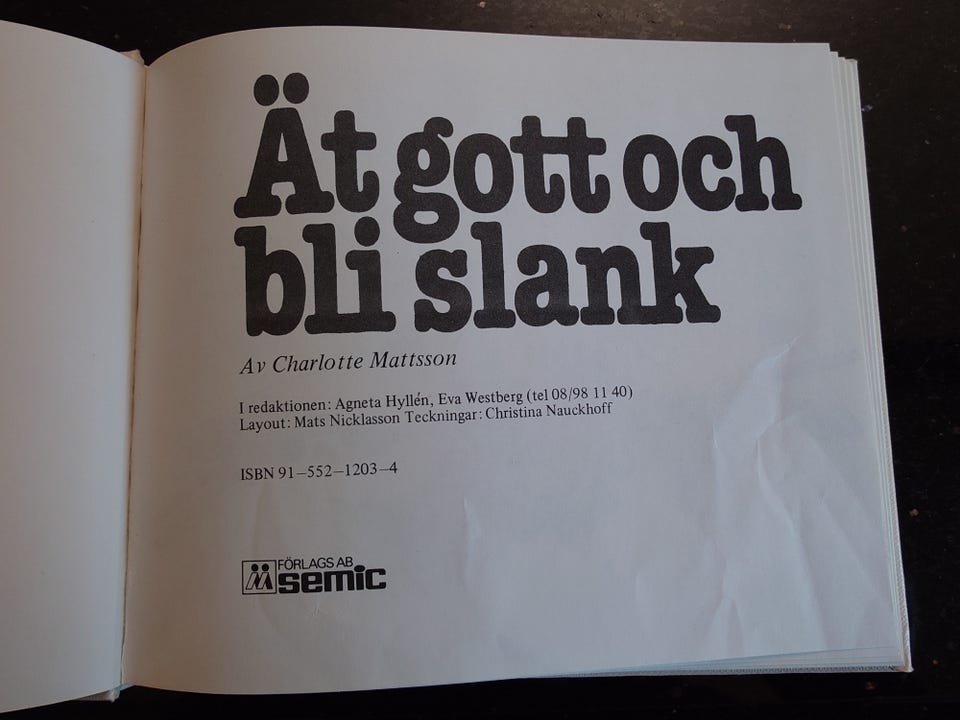 Ät gott och
bli slank
Av Charlotte Mattsson
I redaktionen: Agneta Hyllén, Eva Westberg (tel 08/98 11 40)
Layout: Mats Nicklasson Teckningar: Christina Nauckhoff
ISBN 91–552–1203–4
FÖRLAGS AB
semic